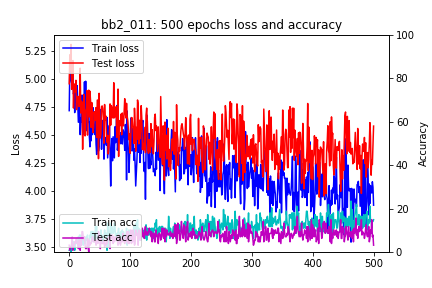 bb2_011: 500 epochs loss and accuracy
Train loss
Test loss
Train acc
Test acc
Loss
Accuracy
5.25
5.00
4.75
4.50
4.25
4.00
3.75
3.50
100
80
60
40
20
0
0 100 200 300 400 500